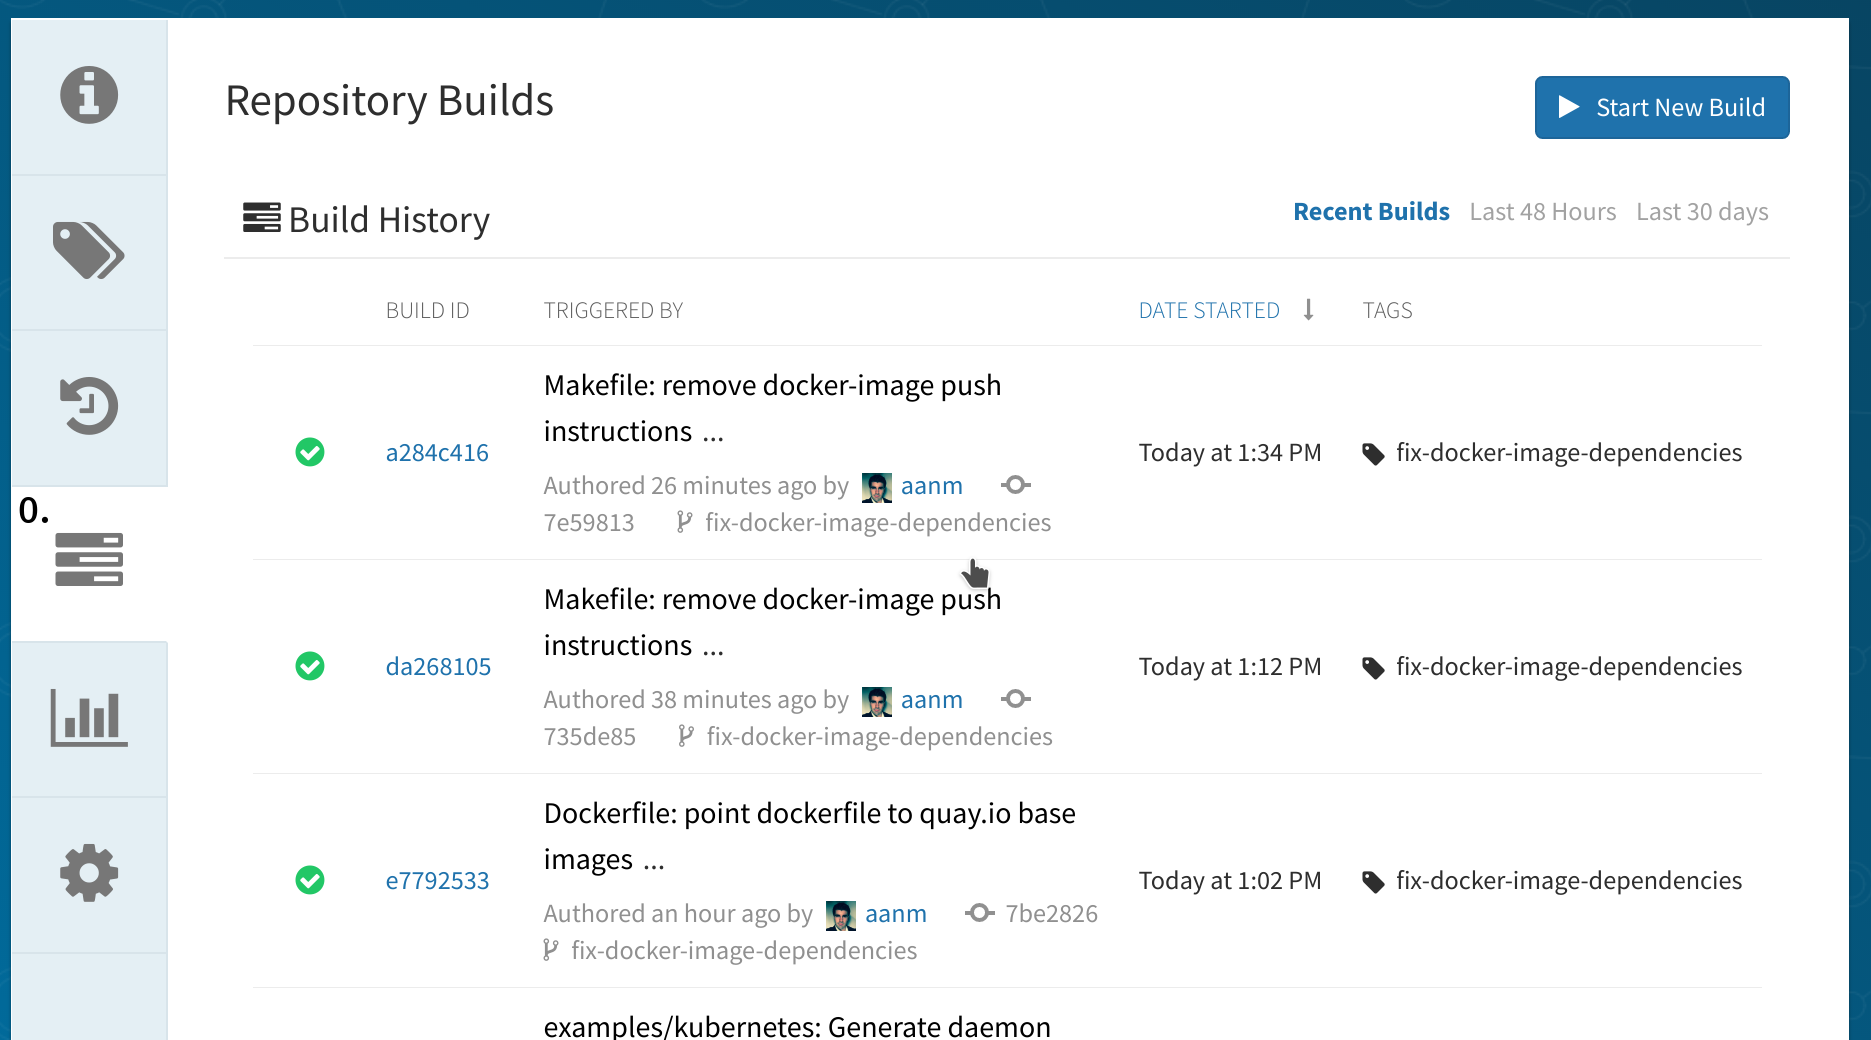 Repository Builds
Start New Build
Build History
Recent Builds Last 48 Hours Last 30 days
BUILD ID TRIGGERED BY DATE STARTED TAGS
Makefile: remove docker-image push
instructions ...
a284c416 Today at 1:34 PM fix-docker-image-dependencies
Authored 26 minutes ago by aanm
7e59813 fix-docker-image-dependencies
0.
Makefile: remove docker-image push
instructions ...
da268105 Today at 1:12 PM fix-docker-image-dependencies
Authored 38 minutes ago by aanm
735de85 fix-docker-image-dependencies
Dockerfile: point dockerfile to quay.io base
images ...
e7792533 Today at 1:02 PM fix-docker-image-dependencies
Authored an hour ago by aanm 7be2826
fix-docker-image-dependencies
examples/kubernetes: Generate daemon